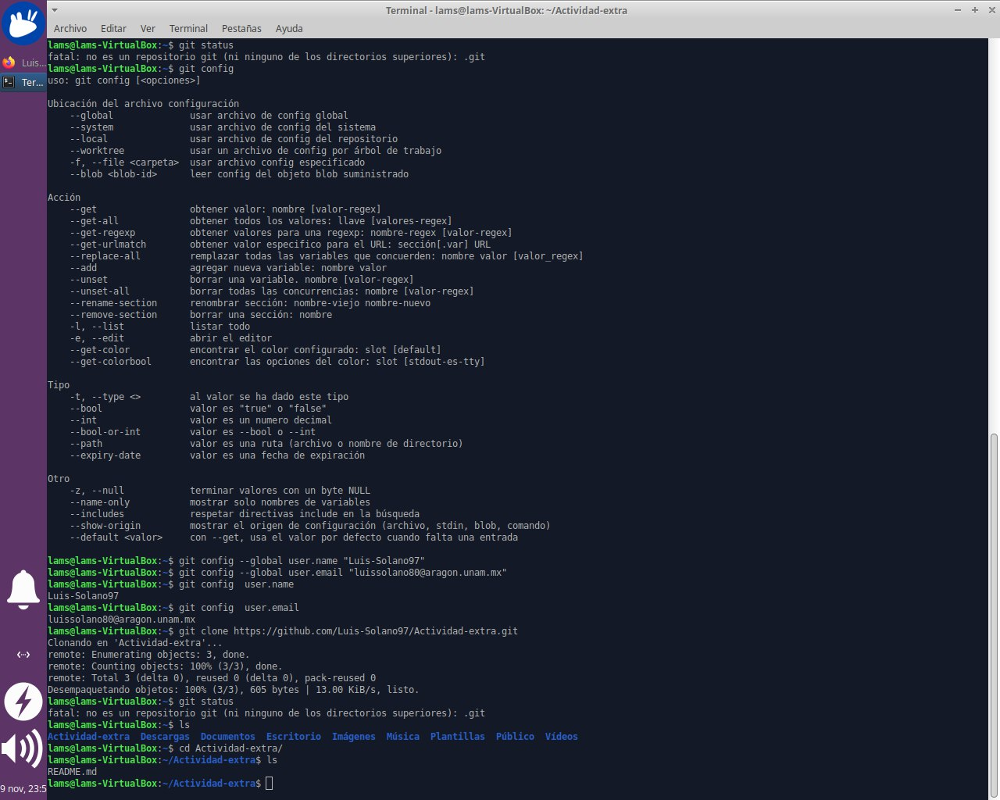 Terminal - lams@lams-VirtualBox: ~/Actividad-extra
Archivo Editar Ver Terminal Pestañas Ayuda
Luis...
Ter...
lams@lams-VirtualBox:~$ git status
fatal: no es un repositorio git (ni ninguno de los directorios superiores): .git
lams@lams-VirtualBox:~$ git config
uso: git config [<opciones>]
Ubicación del archivo configuración
--global usar archivo de config global
--system usar archivo de config del sistema
--local usar archivo de config del repositorio
--worktree usar un archivo de config por árbol de trabajo
-f, --file <carpeta> usar archivo config especificado
--blob <blob-id> leer config del objeto blob suministrado
Acción
--get obtener valor: nombre [valor-regex]
--get-all obtener todos los valores: llave [valores-regex]
--get-regexp obtener valores para una regexp: nombre-regex [valor-regex]
--get-urlmatch obtener valor especifico para el URL: sección[.var] URL
--replace-all remplazar todas las variables que concuerden: nombre valor [valor_regex]
--add agregar nueva variable: nombre valor
--unset borrar una variable. nombre [valor-regex]
--unset-all borrar todas las concurrencias: nombre [valor-regex]
--rename-section renombrar sección: nombre-viejo nombre-nuevo
--remove-section borrar una sección: nombre
-l, --list listar todo
-e, --edit abrir el editor
--get-color encontrar el color configurado: slot [default]
--get-colorbool encontrar las opciones del color: slot [stdout-es-tty]
Tipo
-t, --type <> al valor se ha dado este tipo
--bool valor es "true" o "false"
--int valor es un numero decimal
--bool-or-int valor es --bool o --int
--path valor es una ruta (archivo o nombre de directorio)
--expiry-date valor es una fecha de expiración
Otro
-z, --null terminar valores con un byte NULL
--name-only mostrar solo nombres de variables
--includes respetar directivas include en la búsqueda
--show-origin mostrar el origen de configuración (archivo, stdin, blob, comando)
--default <valor> con --get, usa el valor por defecto cuando falta una entrada
lams@lams-VirtualBox:~$ git config --global user.name "Luis-Solano97"
lams@lams-VirtualBox:~$ git config --global user.email "luissolano80@aragon.unam.mx"
lams@lams-VirtualBox:~$ git config  user.name
Luis-Solano97
lams@lams-VirtualBox:~$ git config  user.email
luissolano80@aragon.unam.mx
lams@lams-VirtualBox:~$ git clone https://github.com/Luis-Solano97/Actividad-extra.git
Clonando en 'Actividad-extra'...
remote: Enumerating objects: 3, done.
remote: Counting objects: 100% (3/3), done.
remote: Total 3 (delta 0), reused 0 (delta 0), pack-reused 0
Desempaquetando objetos: 100% (3/3), 605 bytes | 13.00 KiB/s, listo.
lams@lams-VirtualBox:~$ git status
fatal: no es un repositorio git (ni ninguno de los directorios superiores): .git
lams@lams-VirtualBox:~$ ls
Actividad-extra Descargas Documentos Escritorio Imágenes Música Plantillas Público Vídeos
lams@lams-VirtualBox:~$ cd Actividad-extra/
lams@lams-VirtualBox:~/Actividad-extra$ ls
README.md
lams@lams-VirtualBox:~/Actividad-extra$
9 nov, 23:5